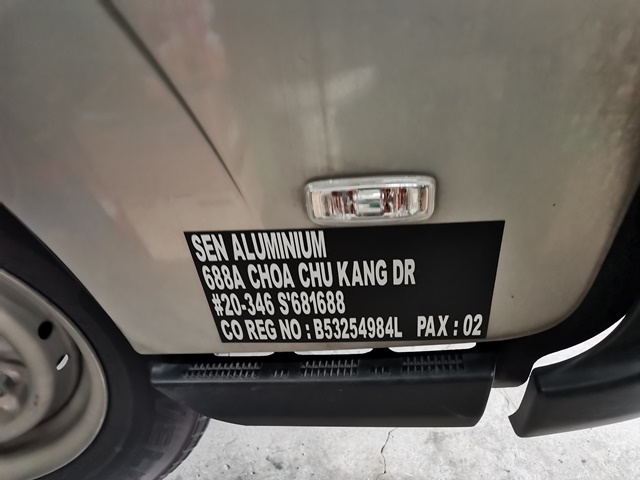 SEN ALUMINIUM
688A CHOA CHU KANG DR
#20-346 S'681688
CO REG NO : B53254984L PAX : 02